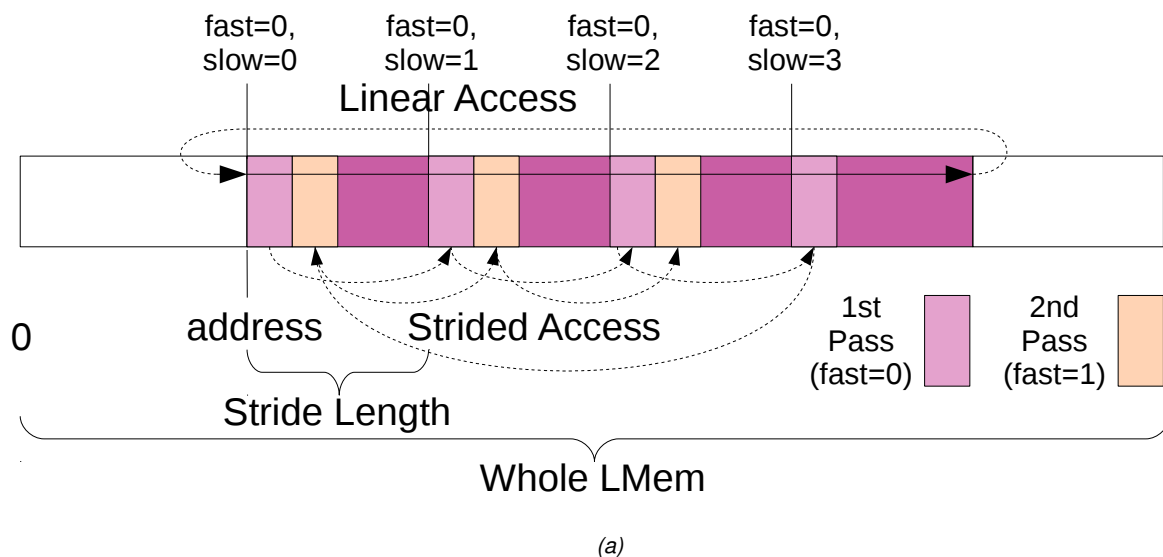 fast=0,
slow=0
fast=0,
slow=1
fast=0,
slow=2
fast=0,
slow=3
Linear Access
0
address
Strided Access
Stride Length
1st
Pass
(fast=0)
2nd
Pass
(fast=1)
Whole LMem
(a)